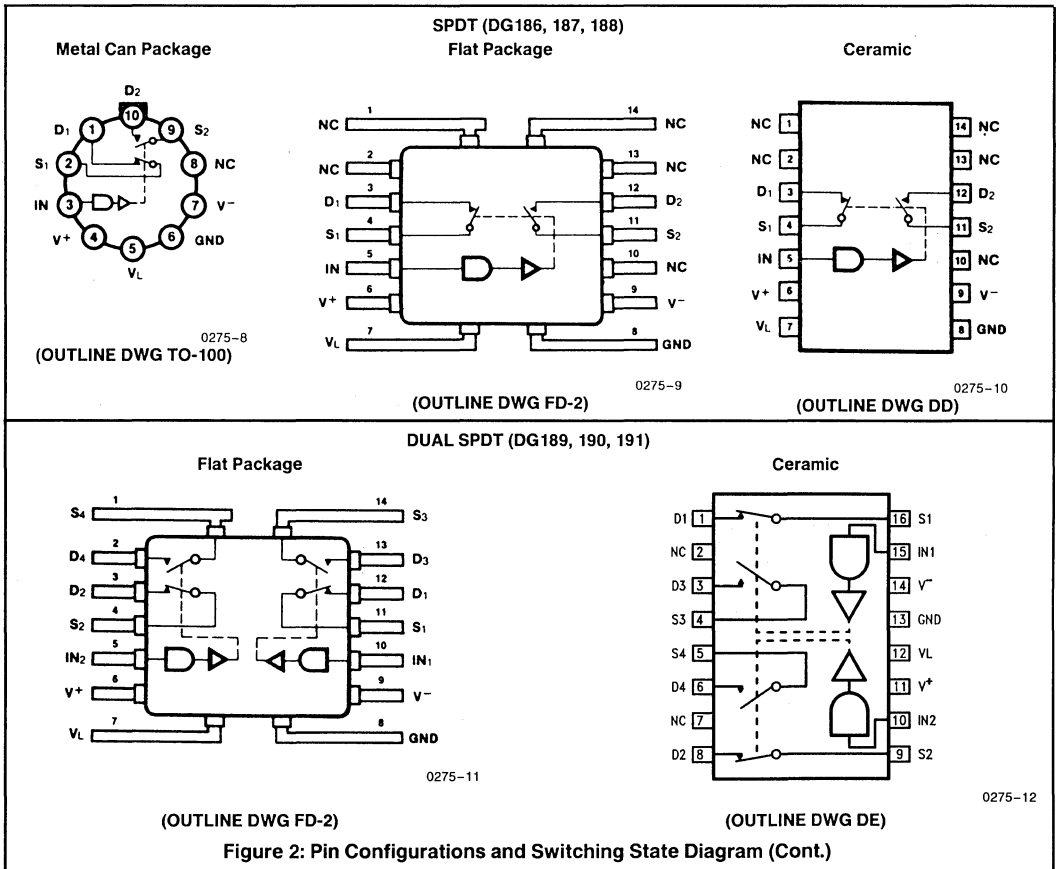 SPDT (DG186, 187, 188)
Metal Can Package
Flat Package
Ceramic
D2
10
D1 1 9 S2
S1 2 8 NC
IN 3 7 V-
V+ 4 6 GND
5
VL
0275-8
(OUTLINE DWG TO-100)
1 14
NC NC
2 13
NC NC
3 12
D1 D2
4 11
S1 S2
5 10
IN NC
6 9
V+ V-
7 8
VL GND
0275-9
(OUTLINE DWG FD-2)
NC 1 14 NC
NC 2 13 NC
D1 3 12 D2
S1 4 11 S2
IN 5 10 NC
V+ 6 9 V-
VL 7 8 GND
0275-10
(OUTLINE DWG DD)
DUAL SPDT (DG189, 190, 191)
Flat Package
Ceramic
1 14
S4 S3
2 13
D4 D3
3 12
D2 D1
4 11
S2 S1
5 10
IN2 IN1
6 9
V+ V-
7 8
VL GND
0275-11
(OUTLINE DWG FD-2)
D1 1 16 S1
NC 2 15 IN1
D3 3 14 V-
S3 4 13 GND
S4 5 12 VL
D4 6 11 V+
NC 7 10 IN2
D2 8 9 S2
0275-12
(OUTLINE DWG DE)
Figure 2: Pin Configurations and Switching State Diagram (Cont.)